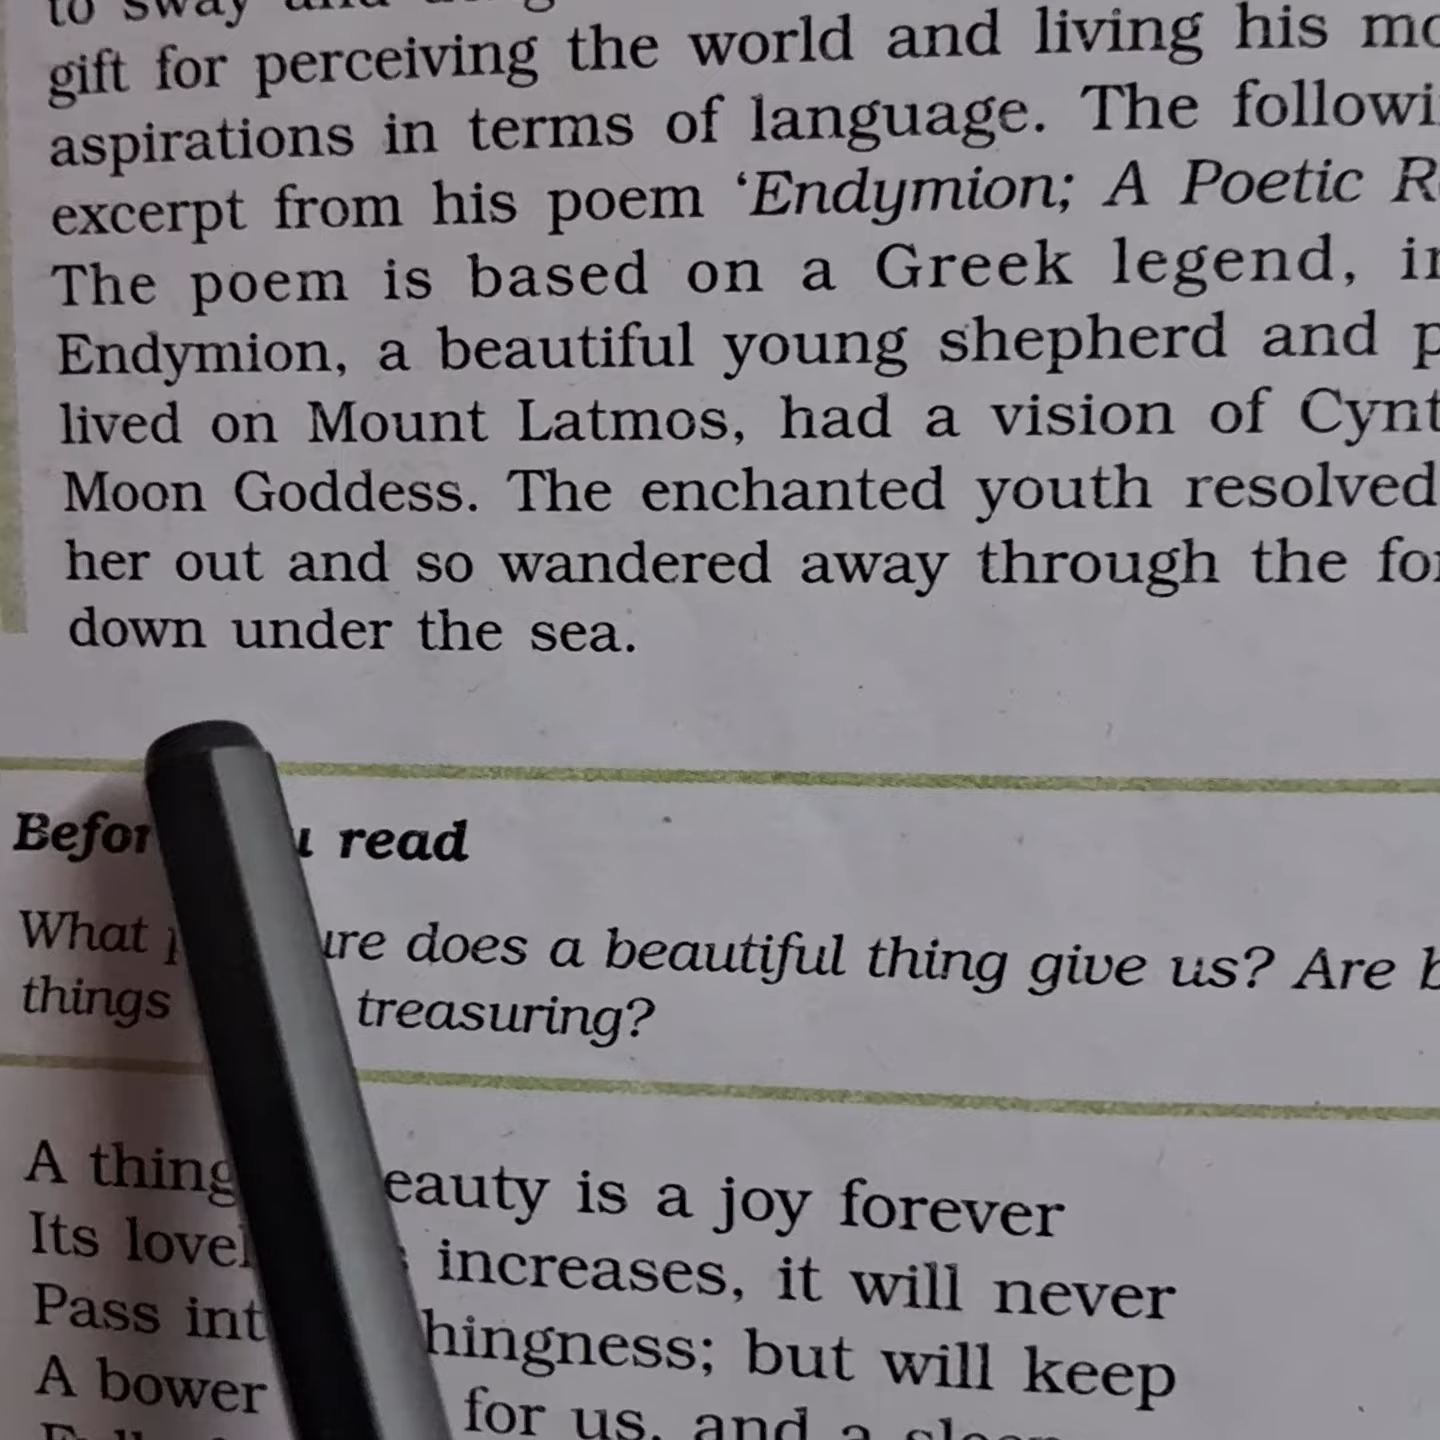 to sway and
gift for perceiving the world and living his
aspirations in terms of language. The
excerpt from his poem ‘Endymion; A Poetic
The poem is based on a Greek legend,
Endymion, a beautiful young shepherd and
lived on Mount Latmos, had a vision of
Moon Goddess. The enchanted youth resolved
her out and so wandered away through the
down under the sea.
read
What does a beautiful thing give us? Are
things treasuring?
A thing is a joy forever
Its increases, it will never
Pass but will keep
A bower for us, and a